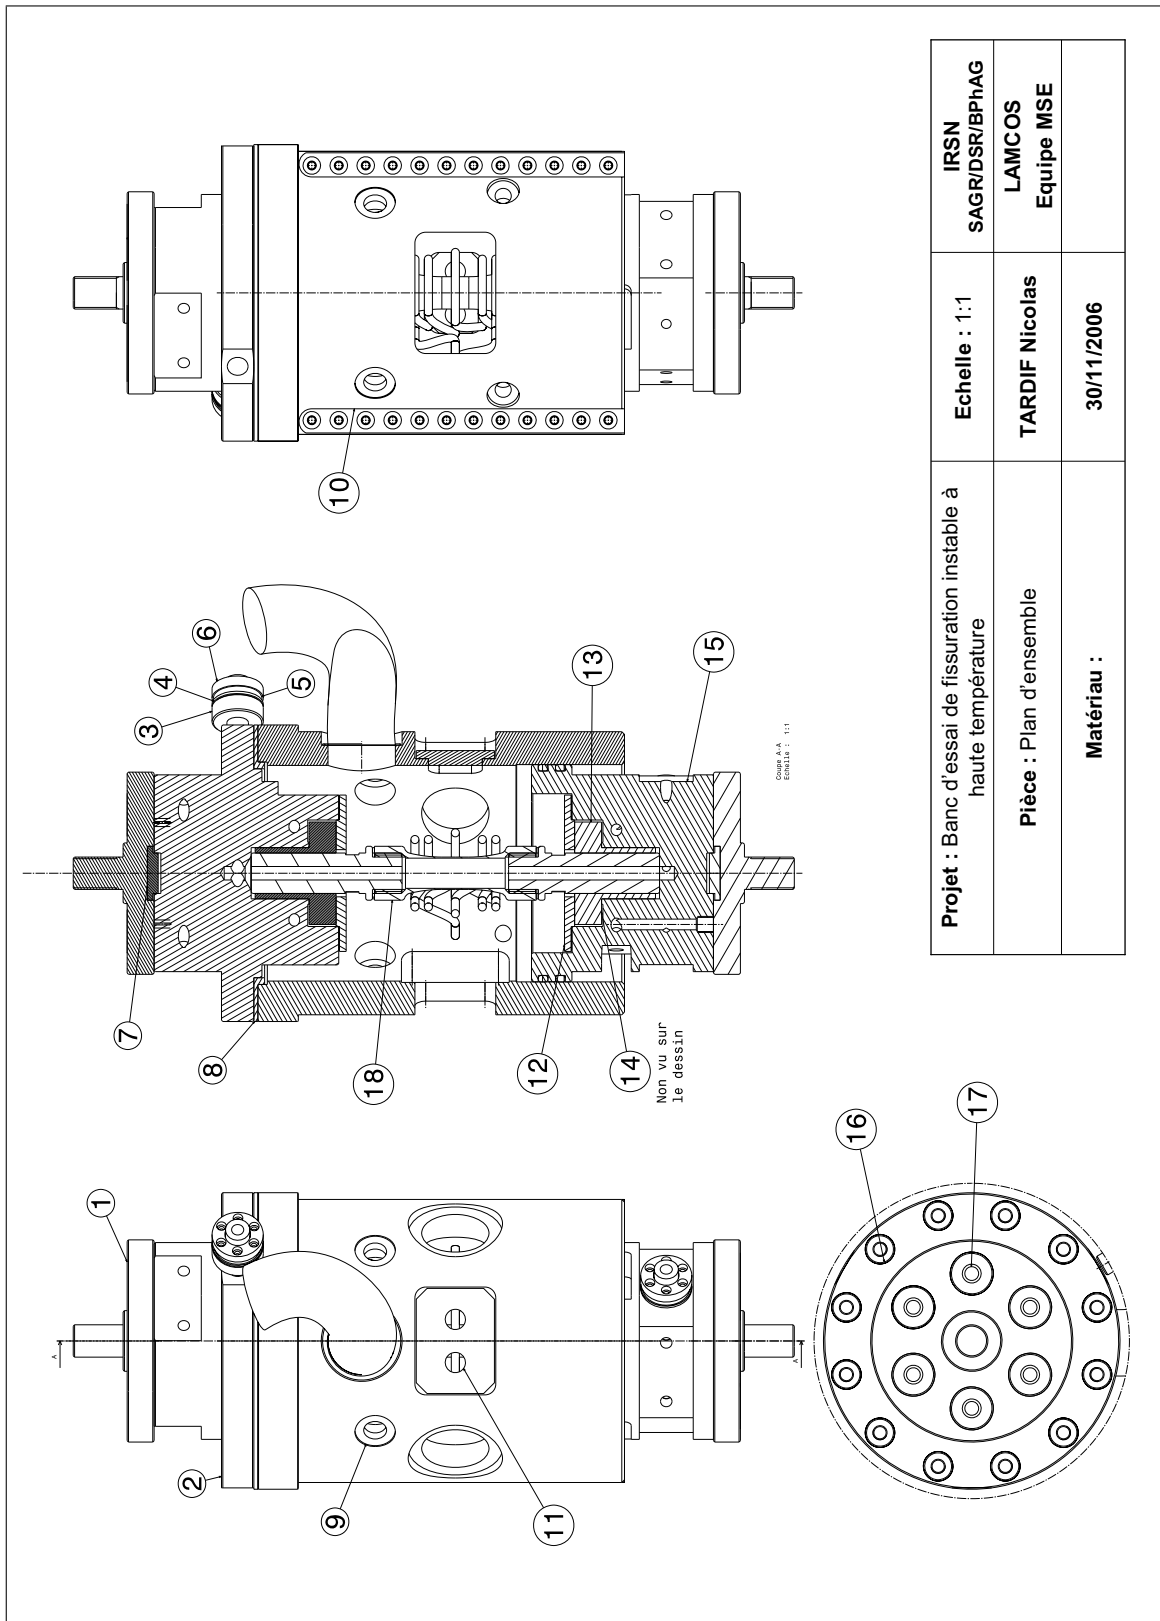 1
2
9
11
A
A
16
17
7
8
18
12
14
Non vu sur
le dessin
3
4
5
6
13
15
Coupe A-A
Echelle : 1:1
10
Projet : Banc d'essai de fissuration instable à
haute température
Echelle : 1:1
IRSN
SAGR/DSR/BPhAG
Pièce : Plan d'ensemble
TARDIF Nicolas
LAMCOS
Equipe MSE
Matériau :
30/11/2006